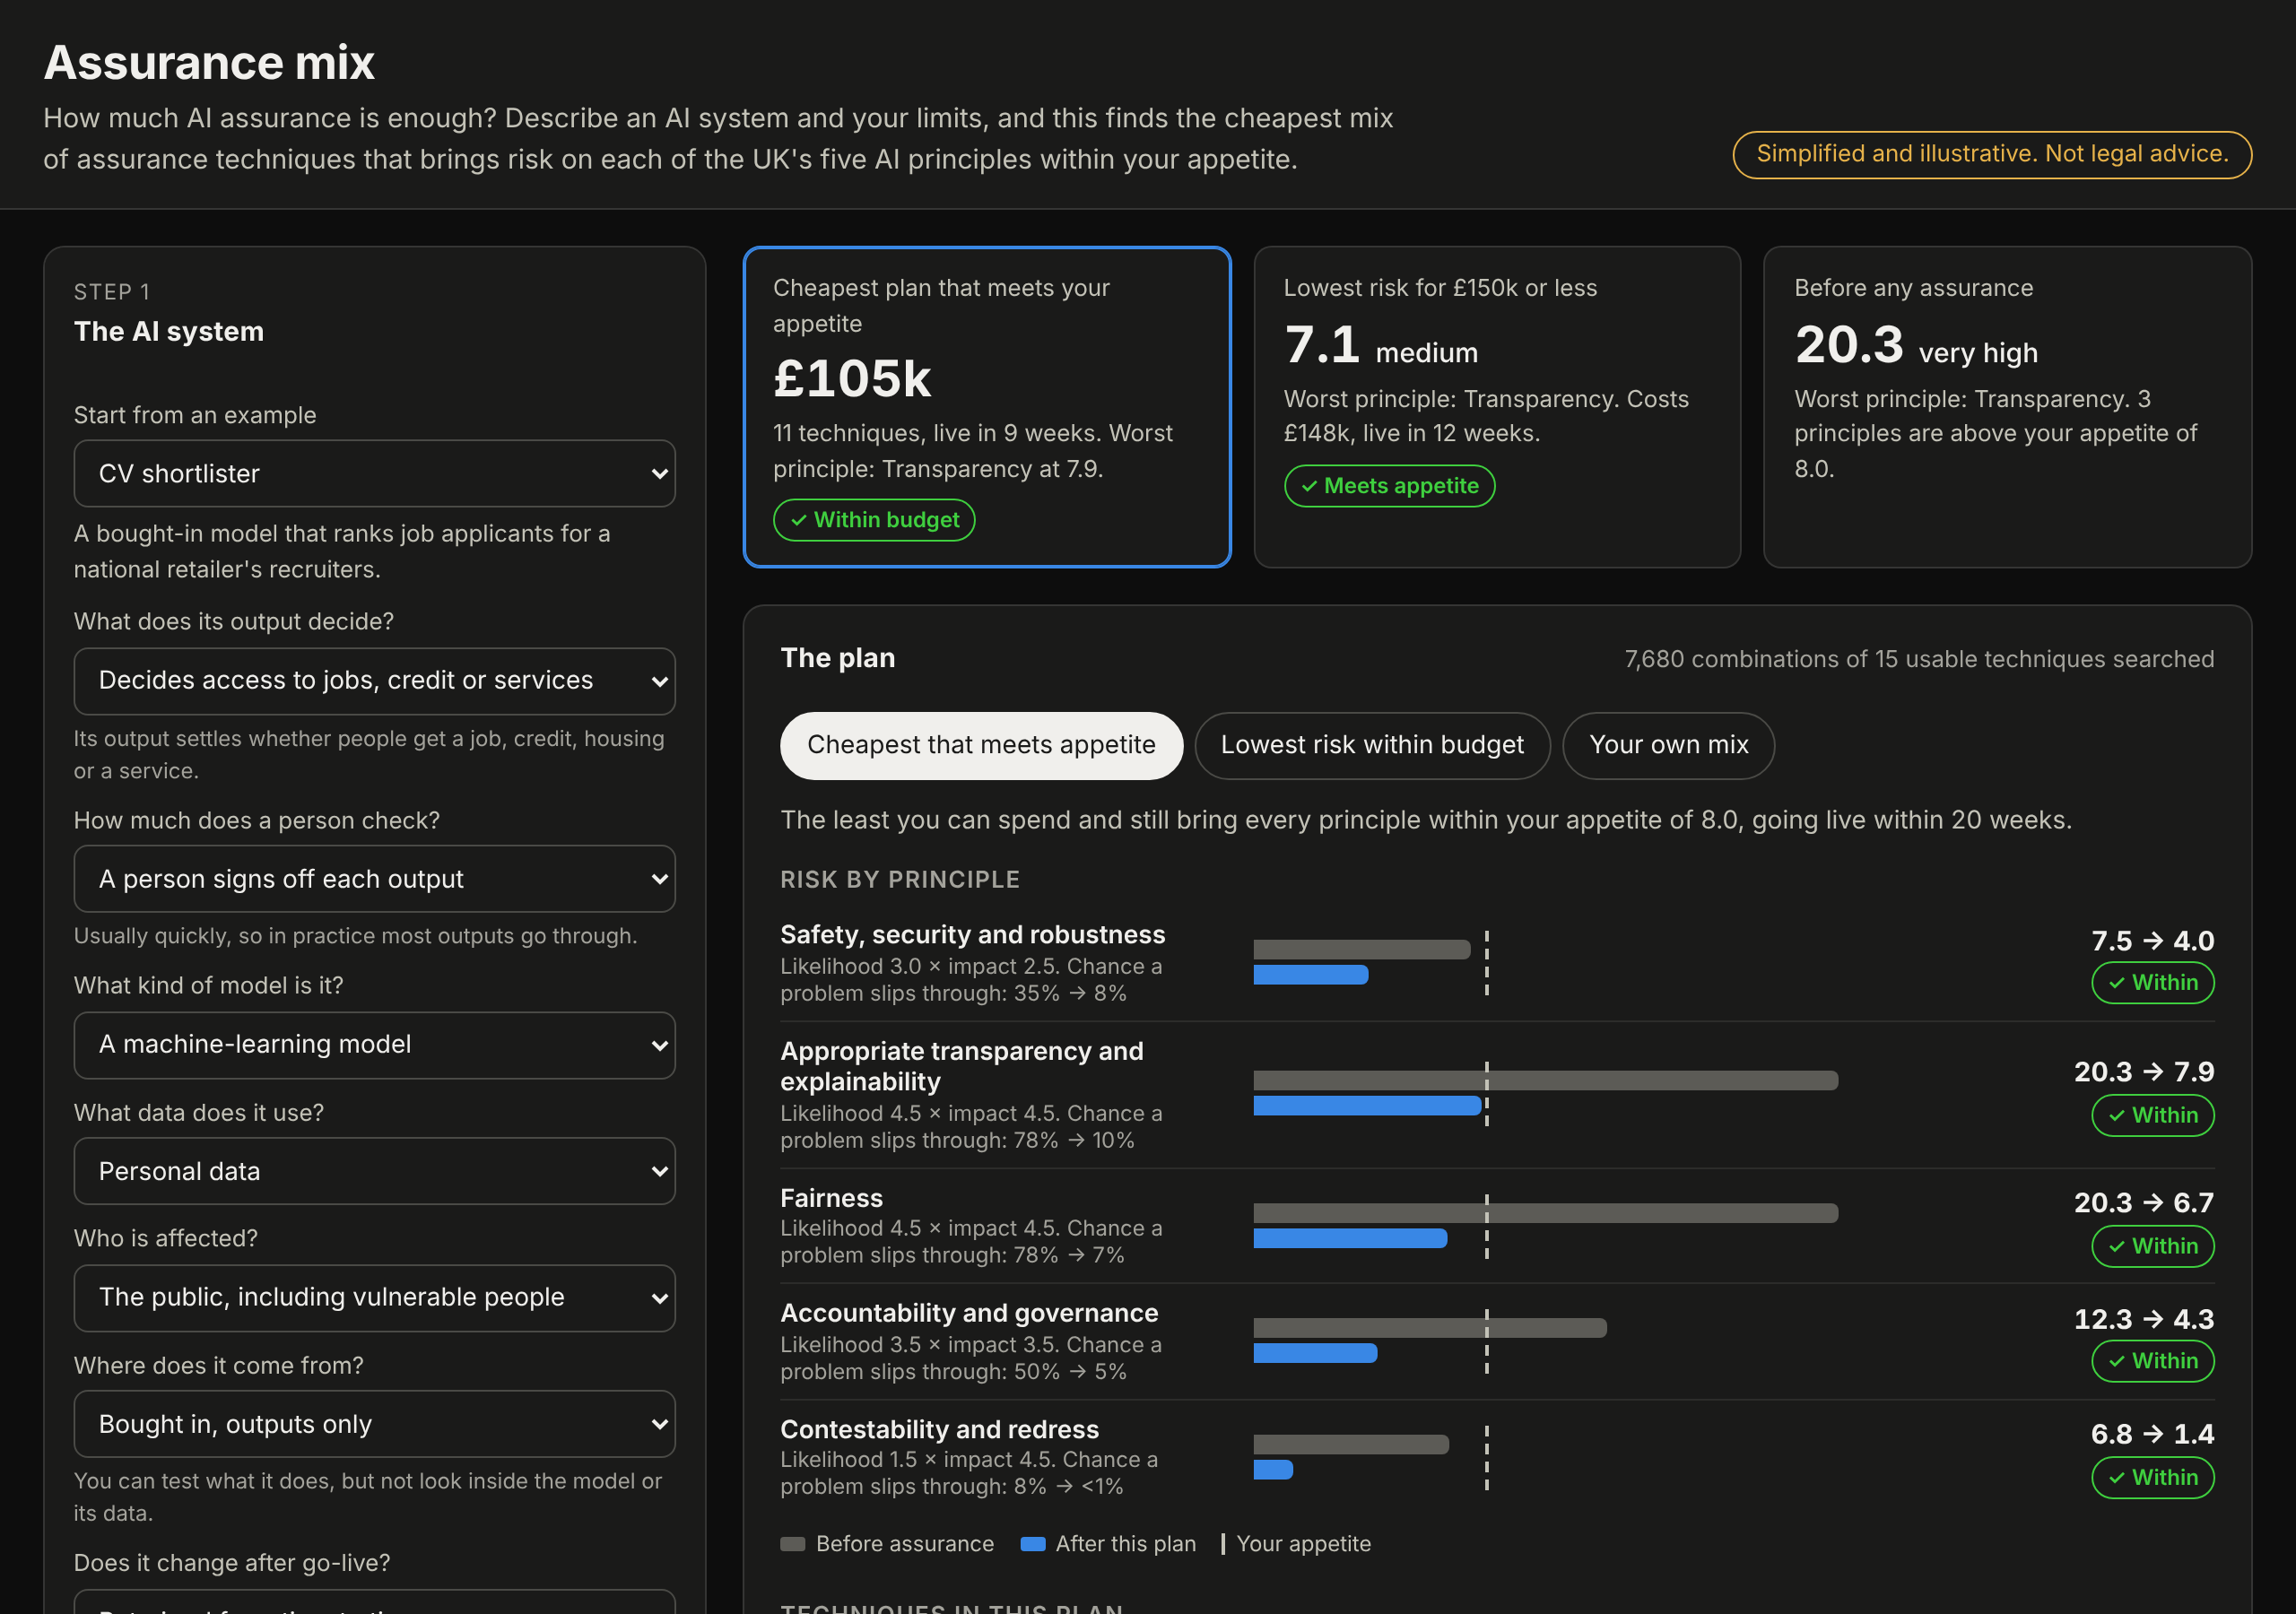 Assurance mix
How much AI assurance is enough? Describe an AI system and your limits, and this finds the cheapest mix
of assurance techniques that brings risk on each of the UK's five AI principles within your appetite.
Simplified and illustrative. Not legal advice.
STEP 1
The AI system
Start from an example
CV shortlister
A bought-in model that ranks job applicants for a
national retailer's recruiters.
What does its output decide?
Decides access to jobs, credit or services
Its output settles whether people get a job, credit, housing
or a service.
How much does a person check?
A person signs off each output
Usually quickly, so in practice most outputs go through.
What kind of model is it?
A machine-learning model
What data does it use?
Personal data
Who is affected?
The public, including vulnerable people
Where does it come from?
Bought in, outputs only
You can test what it does, but not look inside the model or
its data.
Does it change after go-live?
Cheapest plan that meets your
appetite
£105k
11 techniques, live in 9 weeks. Worst
principle: Transparency at 7.9.
✓ Within budget
Lowest risk for £150k or less
7.1 medium
Worst principle: Transparency. Costs
£148k, live in 12 weeks.
✓ Meets appetite
Before any assurance
20.3 very high
Worst principle: Transparency. 3
principles are above your appetite of
8.0.
The plan
7,680 combinations of 15 usable techniques searched
Cheapest that meets appetite
Lowest risk within budget
Your own mix
The least you can spend and still bring every principle within your appetite of 8.0, going live within 20 weeks.
RISK BY PRINCIPLE
Safety, security and robustness
Likelihood 3.0 × impact 2.5. Chance a
problem slips through: 35% → 8%
7.5 → 4.0
✓ Within
Appropriate transparency and
explainability
Likelihood 4.5 × impact 4.5. Chance a
problem slips through: 78% → 10%
20.3 → 7.9
✓ Within
Fairness
Likelihood 4.5 × impact 4.5. Chance a
problem slips through: 78% → 7%
20.3 → 6.7
✓ Within
Accountability and governance
Likelihood 3.5 × impact 3.5. Chance a
problem slips through: 50% → 5%
12.3 → 4.3
✓ Within
Contestability and redress
Likelihood 1.5 × impact 4.5. Chance a
problem slips through: 8% → <1%
6.8 → 1.4
✓ Within
Before assurance
After this plan
Your appetite
TECHNIQUES IN THIS PLAN